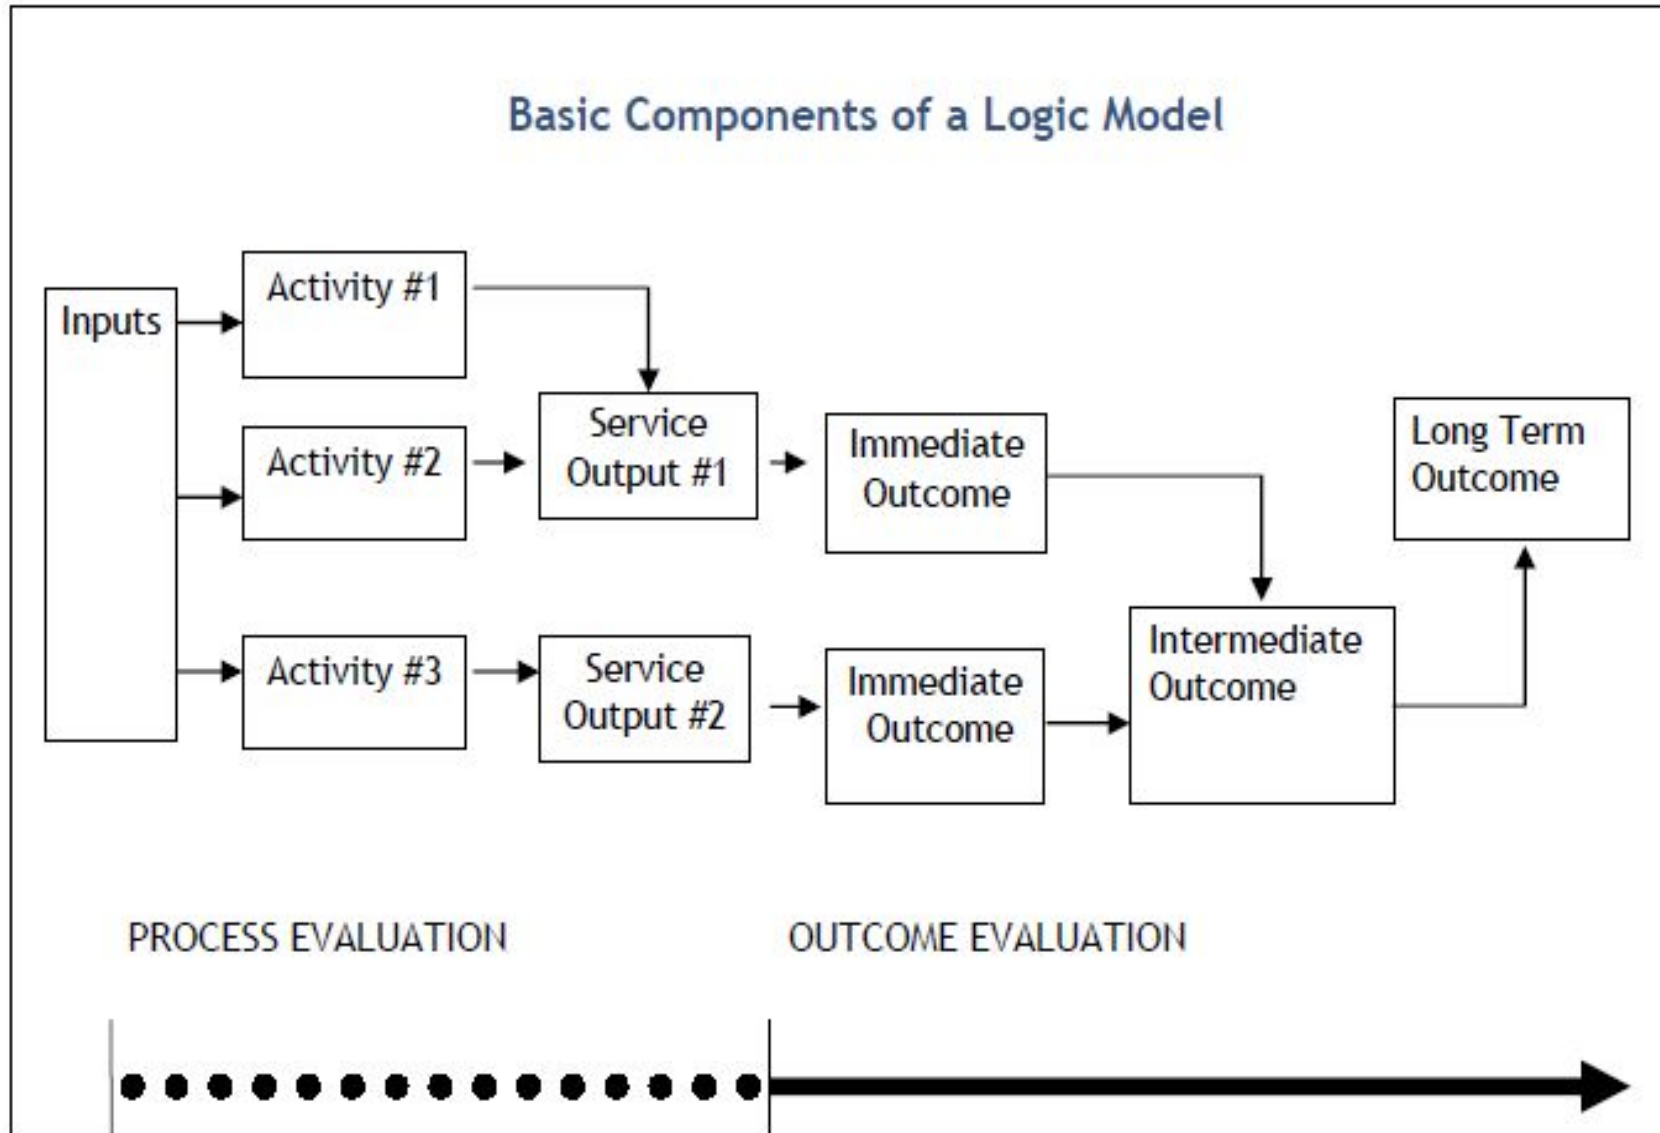 Basic Components of a Logic Model
Inputs
Activity #1
Activity #2
Activity #3
Service
Output #1
Service
Output #2
Immediate
Outcome
Immediate
Outcome
Intermediate
Outcome
Long Term
Outcome
PROCESS EVALUATION
OUTCOME EVALUATION